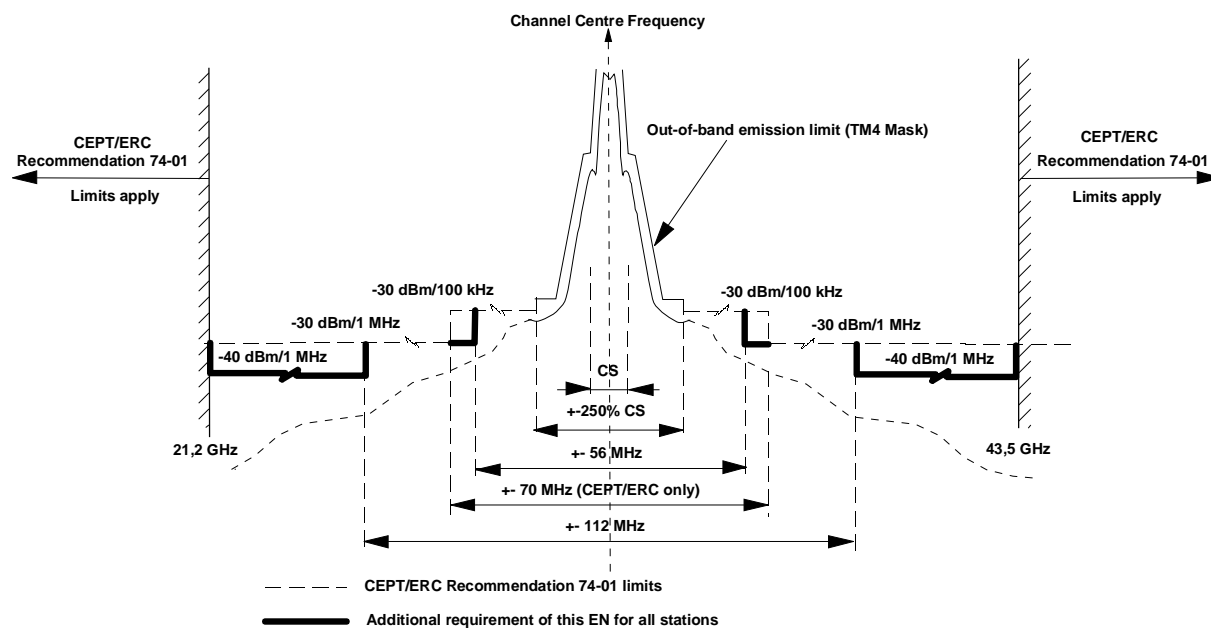 Channel Centre Frequency
CEPT/ERC
Recommendation 74-01
Limits apply
Out-of-band emission limit (TM4 Mask)
CEPT/ERC
Recommendation 74-01
Limits apply
-30 dBm/100 kHz
-30 dBm/100 kHz
-30 dBm/1 MHz
-30 dBm/1 MHz
-40 dBm/1 MHz
-40 dBm/1 MHz
CS
+-250% CS
21,2 GHz
43,5 GHz
+- 56 MHz
+- 70 MHz (CEPT/ERC only)
+- 112 MHz
CEPT/ERC Recommendation 74-01 limits
Additional requirement of this EN for all stations